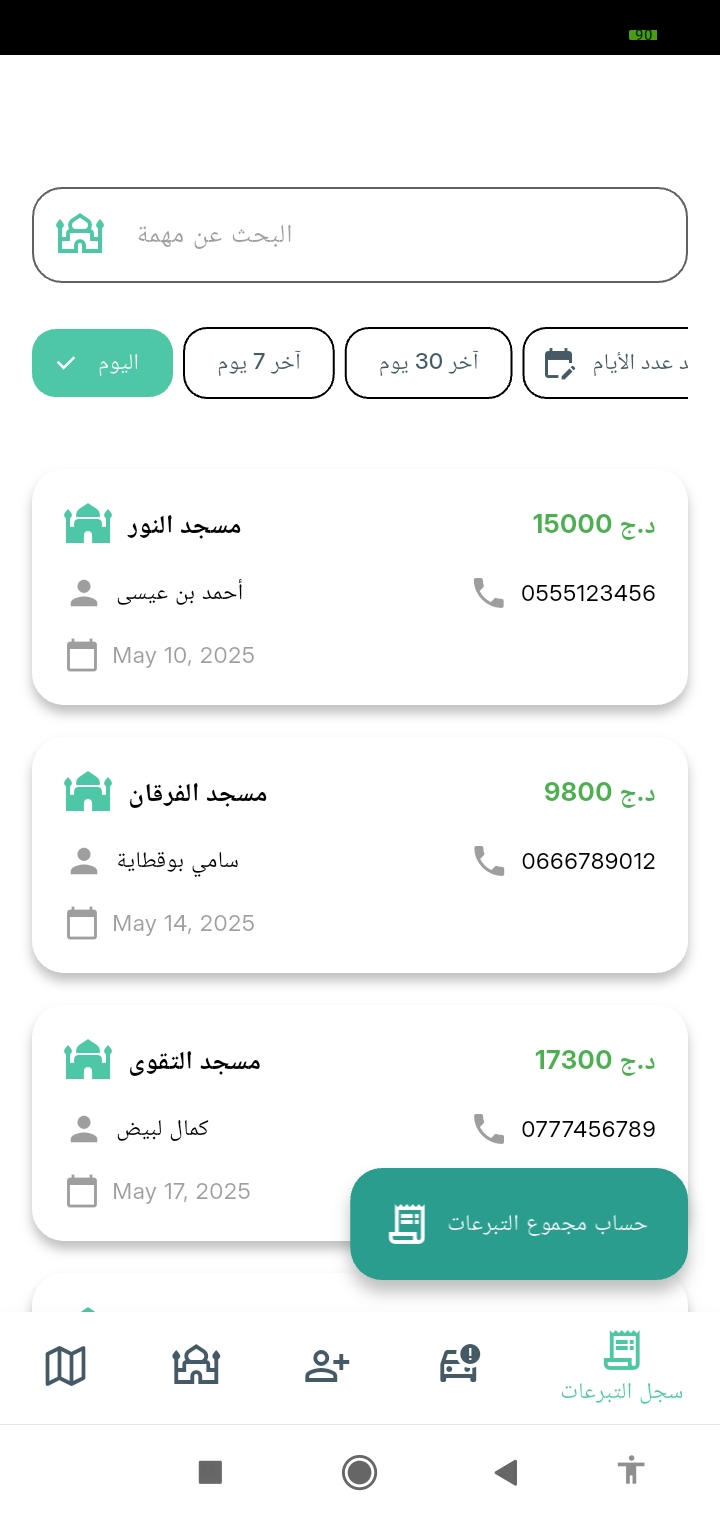 90
البحث عن مهمة
اليوم
آخر 7 يوم
آخر 30 يوم
عدد الأيام
مسجد النور
15000 د.ج
أحمد بن عيسى
0555123456
May 10, 2025
مسجد الفرقان
9800 د.ج
سامي بوقطاية
0666789012
May 14, 2025
مسجد التقوى
17300 د.ج
كمال لبيض
0777456789
May 17, 2025
حساب مجموع التبرعات
سجل التبرعات